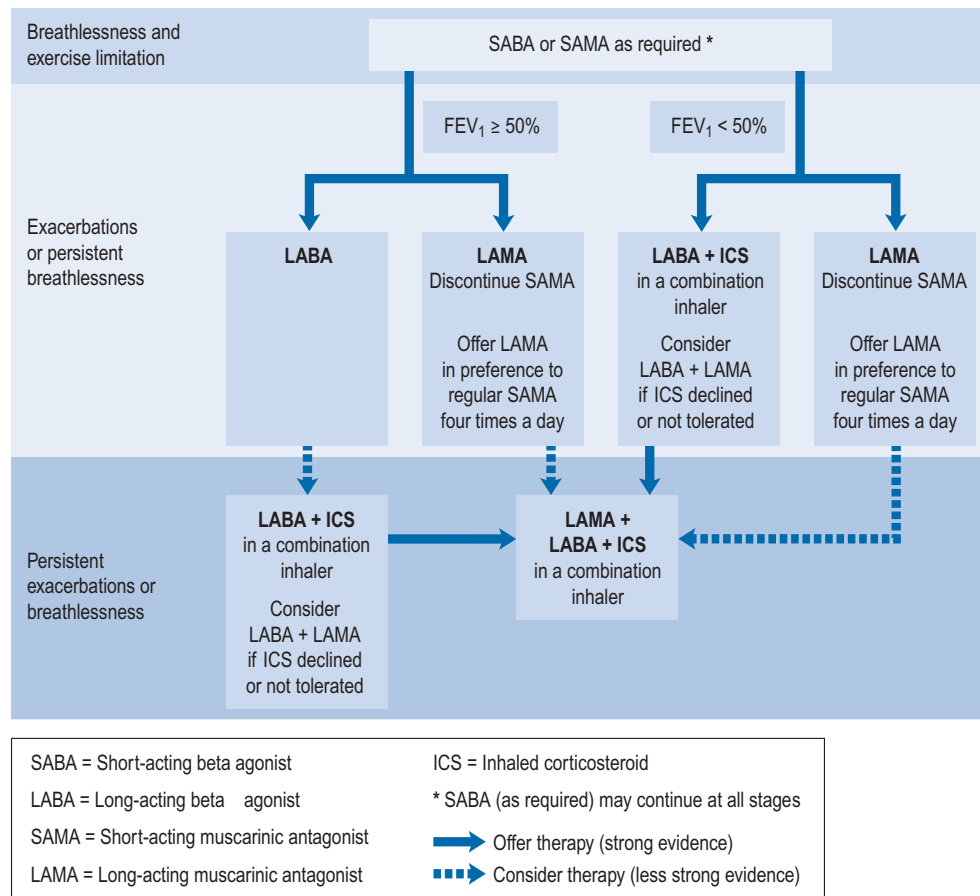 Breathlessness and
exercise limitation
SABA or SAMA as required *
FEV1 ≥ 50%
FEV1 < 50%
Exacerbations
or persistent
breathlessness
LABA
LAMA
Discontinue SAMA
Offer LAMA
in preference to
regular SAMA
four times a day
LABA + ICS
in a combination
inhaler
Consider
LABA + LAMA
if ICS declined
or not tolerated
LAMA
Discontinue SAMA
Offer LAMA
in preference to
regular SAMA
four times a day
Persistent
exacerbations or
breathlessness
LABA + ICS
in a combination
inhaler
Consider
LABA + LAMA
if ICS declined
or not tolerated
LAMA +
LABA + ICS
in a combination
inhaler
SABA = Short-acting beta agonist
LABA = Long-acting beta agonist
SAMA = Short-acting muscarinic antagonist
LAMA = Long-acting muscarinic antagonist
ICS = Inhaled corticosteroid
* SABA (as required) may continue at all stages
Offer therapy (strong evidence)
Consider therapy (less strong evidence)